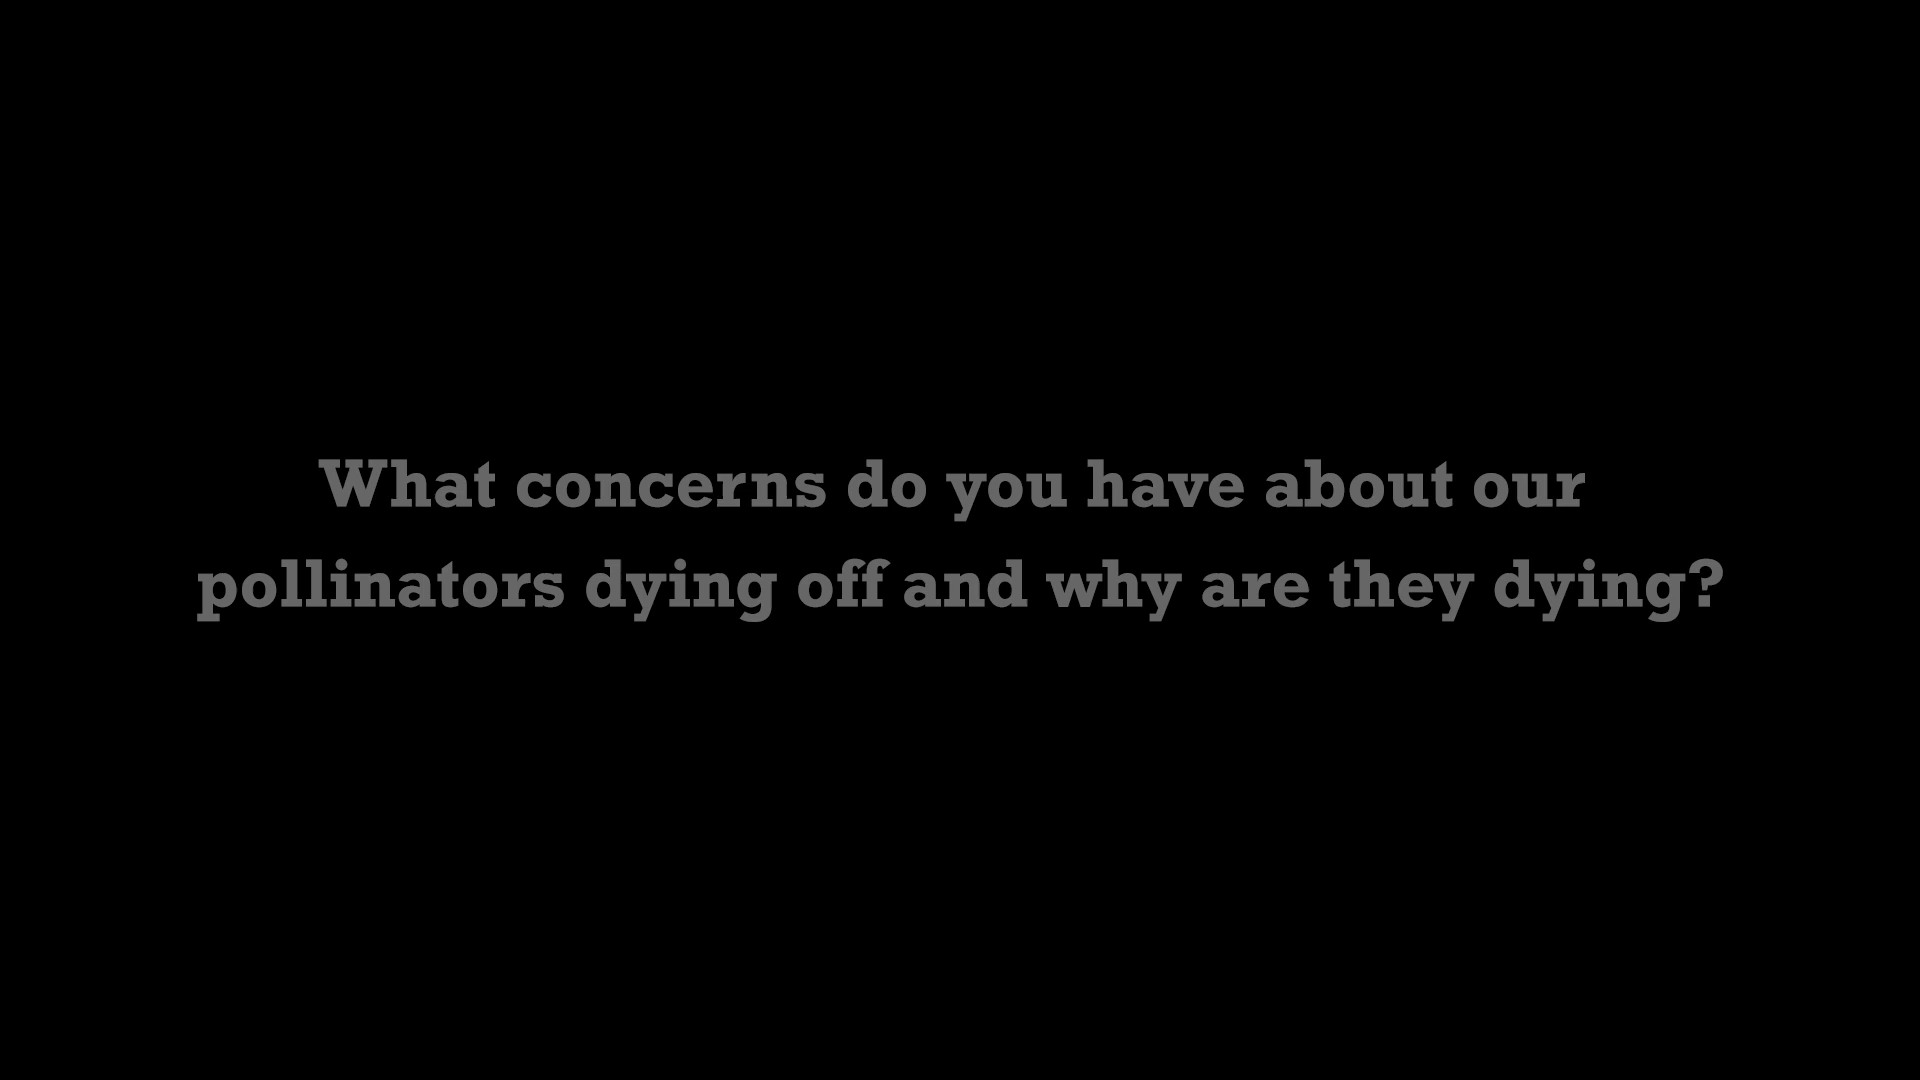 What concerns do you have about our
pollinators dying off and why are they dying?